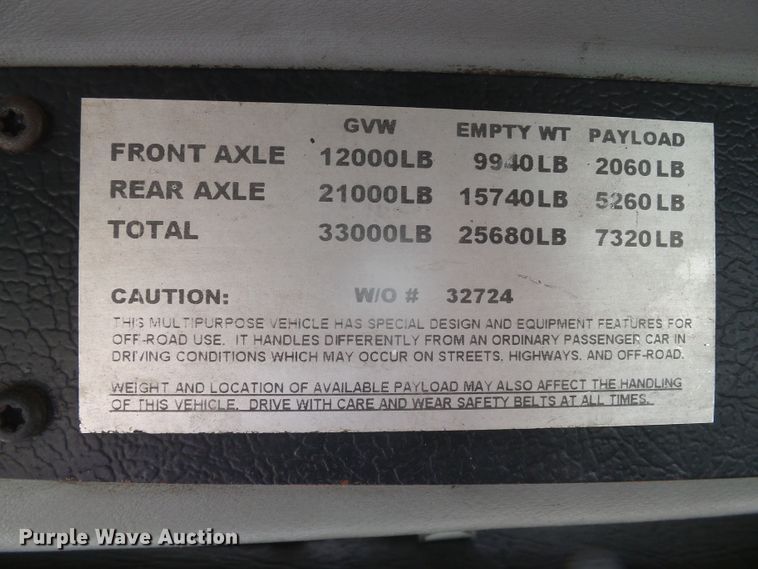 GVW EMPTY WT PAYLOAD
FRONT AXLE 12000LB 9940LB 2060LB
REAR AXLE 21000LB 15740LB 5260LB
TOTAL 33000LB 25680LB 7320LB
CAUTION: W/O # 32724
THIS MULTIPURPOSE VEHICLE HAS SPECIAL DESIGN AND EQUIPMENT FEATURES FOR
OFF-ROAD USE. IT HANDLES DIFFERENTLY FROM AN ORDINARY PASSENGER CAR IN
DRIVING CONDITIONS WHICH MAY OCCUR ON STREETS, HIGHWAYS, AND OFF-ROAD.
WEIGHT AND LOCATION OF AVAILABLE PAYLOAD MAY ALSO AFFECT THE HANDLING
OF THIS VEHICLE. DRIVE WITH CARE AND WEAR SAFETY BELTS AT ALL TIMES.
Purple Wave Auction